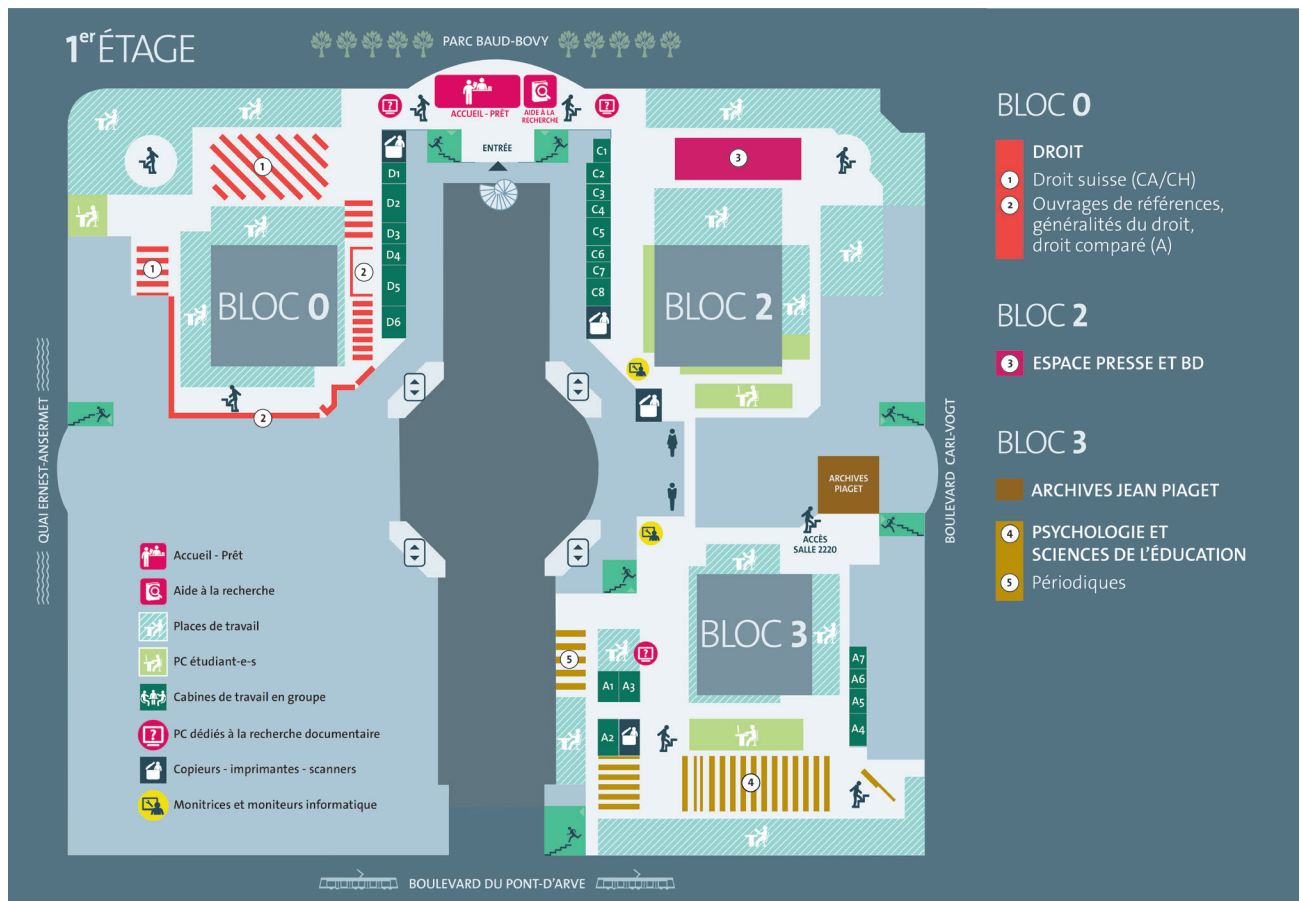 1er ÉTAGE
PARC BAUD-BOVY
ACCUEIL - PRÊT
AIDE À LA
RECHERCHE
ENTRÉE
?
?
1
D1
D2
D3
D4
D5
D6
C1
C2
C3
C4
C5
C6
C7
C8
3
1
2
BLOC 0
BLOC 2
2
QUAI ERNEST-ANSERMET
BOULEVARD CARL-VOGT
ARCHIVES
PIAGET
ACCÈS
SALLE 2220
BLOC 3
5
?
A1
A3
A2
A7
A6
A5
A4
4
Accueil - Prêt
Aide à la recherche
Places de travail
PC étudiant-e-s
Cabines de travail en groupe
?
PC dédiés à la recherche documentaire
Copieurs - imprimantes - scanners
Monitrices et moniteurs informatique
BOULEVARD DU PONT-D'ARVE
BLOC 0
DROIT
1 Droit suisse (CA/CH)
2 Ouvrages de références,
généralités du droit,
droit comparé (A)
BLOC 2
3 ESPACE PRESSE ET BD
BLOC 3
ARCHIVES JEAN PIAGET
4 PSYCHOLOGIE ET
SCIENCES DE L'ÉDUCATION
5 Périodiques